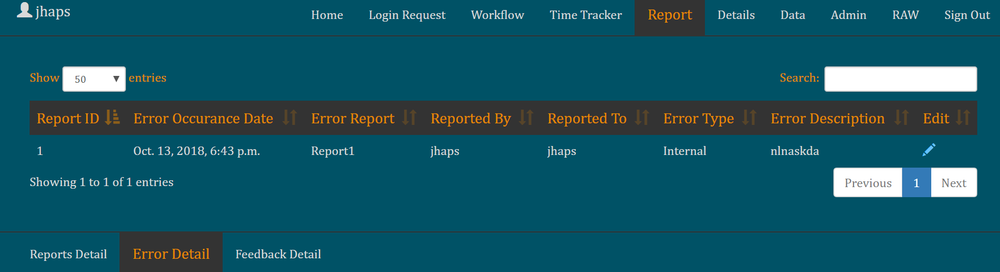 jhaps
Home Login Request Workflow Time Tracker Report Details Data Admin RAW Sign Out
Show 50 entries Search:
Report ID Error Occurance Date Error Report Reported By Reported To Error Type Error Description Edit
1 Oct. 13, 2018, 6:43 p.m. Report1 jhaps jhaps Internal nlnaskda
Showing 1 to 1 of 1 entries Previous 1 Next
Reports Detail Error Detail Feedback Detail